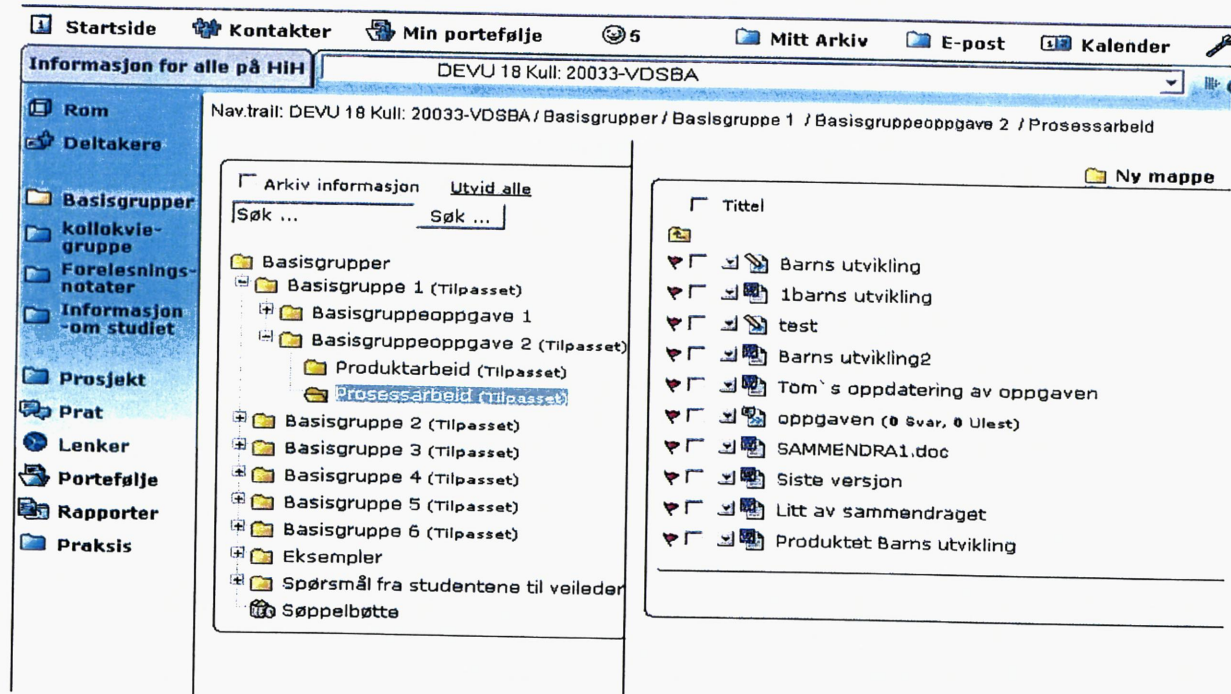 Startside Kontakter Min portefølje 5 Mitt Arkiv E-post Kalender
Informasjon for alle på HiH DEVU 18 Kull: 20033-VDSBA
Nav.trail: DEVU 18 Kull: 20033-VDSBA / Basisgrupper / Basisgruppe 1 / Basisgruppeoppgave 2 / Prosessarbeid
Rom
Deltakere
Basisgrupper
kollokvie-
gruppe
Forelesnings-
notater
Informasjon
-om studiet
Prosjekt
Prat
Lenker
Portefølje
Rapporter
Praksis
Arkiv informasjon Utvid alle
Søk ... Søk ...
Basisgrupper
Basisgruppe 1 (Tilpasset)
Basisgruppeoppgave 1
Basisgruppeoppgave 2 (Tilpasset)
Produktarbeid (Tilpasset)
Prosessarbeid (Tilpasset)
Basisgruppe 2 (Tilpasset)
Basisgruppe 3 (Tilpasset)
Basisgruppe 4 (Tilpasset)
Basisgruppe 5 (Tilpasset)
Basisgruppe 6 (Tilpasset)
Eksempler
Spørsmål fra studentene til veileder
Søppelbøtte
Ny mappe
Tittel
Barns utvikling
1barns utvikling
test
Barns utvikling2
Tom`s oppdatering av oppgaven
oppgaven (0 Svar, 0 Ulest)
SAMMENDRA1.doc
Siste versjon
Litt av sammendraget
Produktet Barns utvikling